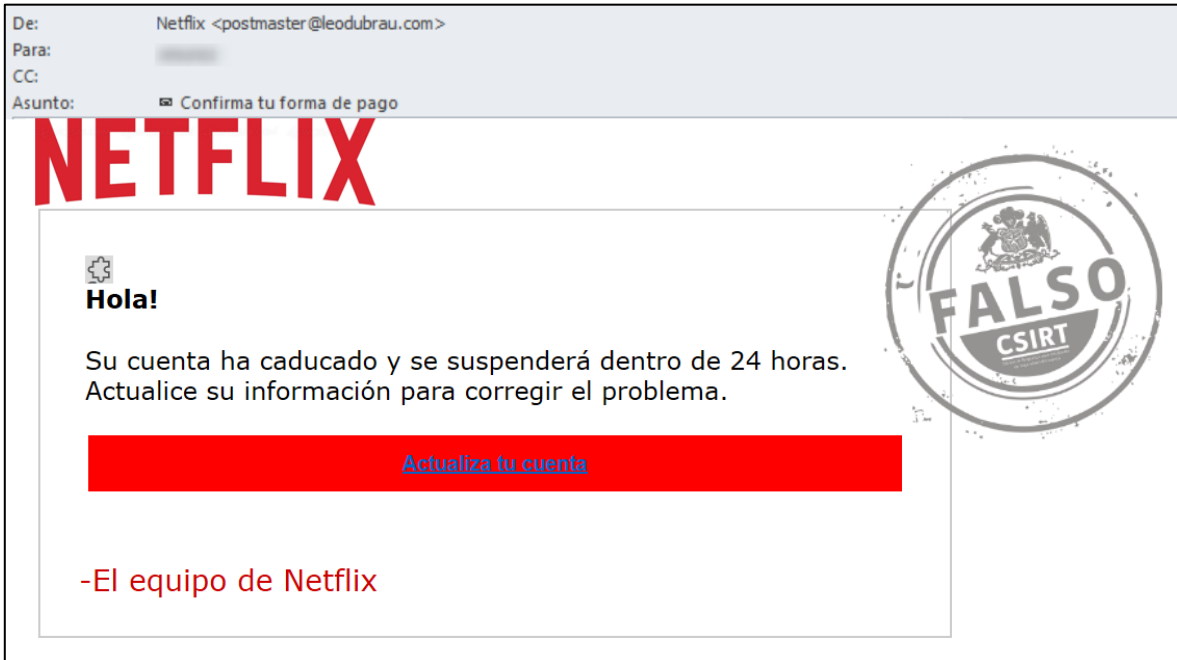 De: Netflix <postmaster@leodubrau.com>
Para:
CC:
Asunto: Confirma tu forma de pago
NETFLIX
Hola!
Su cuenta ha caducado y se suspenderá dentro de 24 horas.
Actualice su información para corregir el problema.
Actualiza tu cuenta
-El equipo de Netflix
FALSO
CSIRT